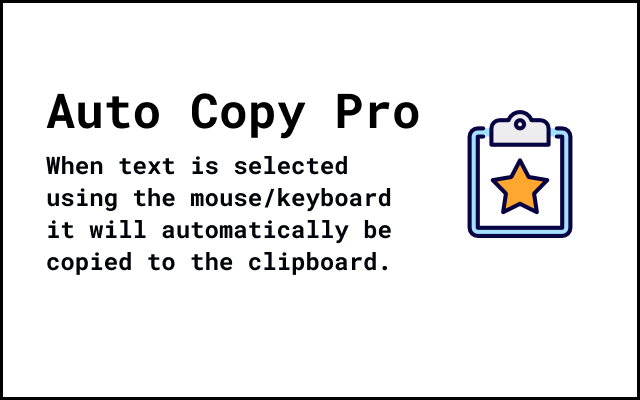 Auto Copy Pro
When text is selected
using the mouse/keyboard
it will automatically be
copied to the clipboard.